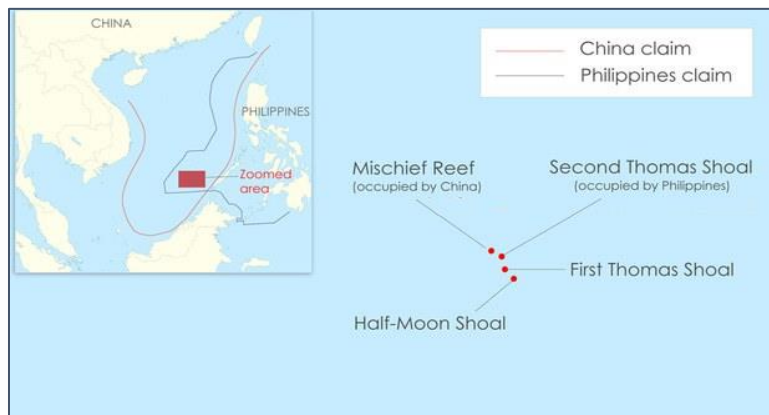 CHINA
PHILIPPINES
Zoomed
area
China claim
Philippines claim
Mischief Reef
(occupied by China)
Second Thomas Shoal
(occupied by Philippines)
First Thomas Shoal
Half-Moon Shoal